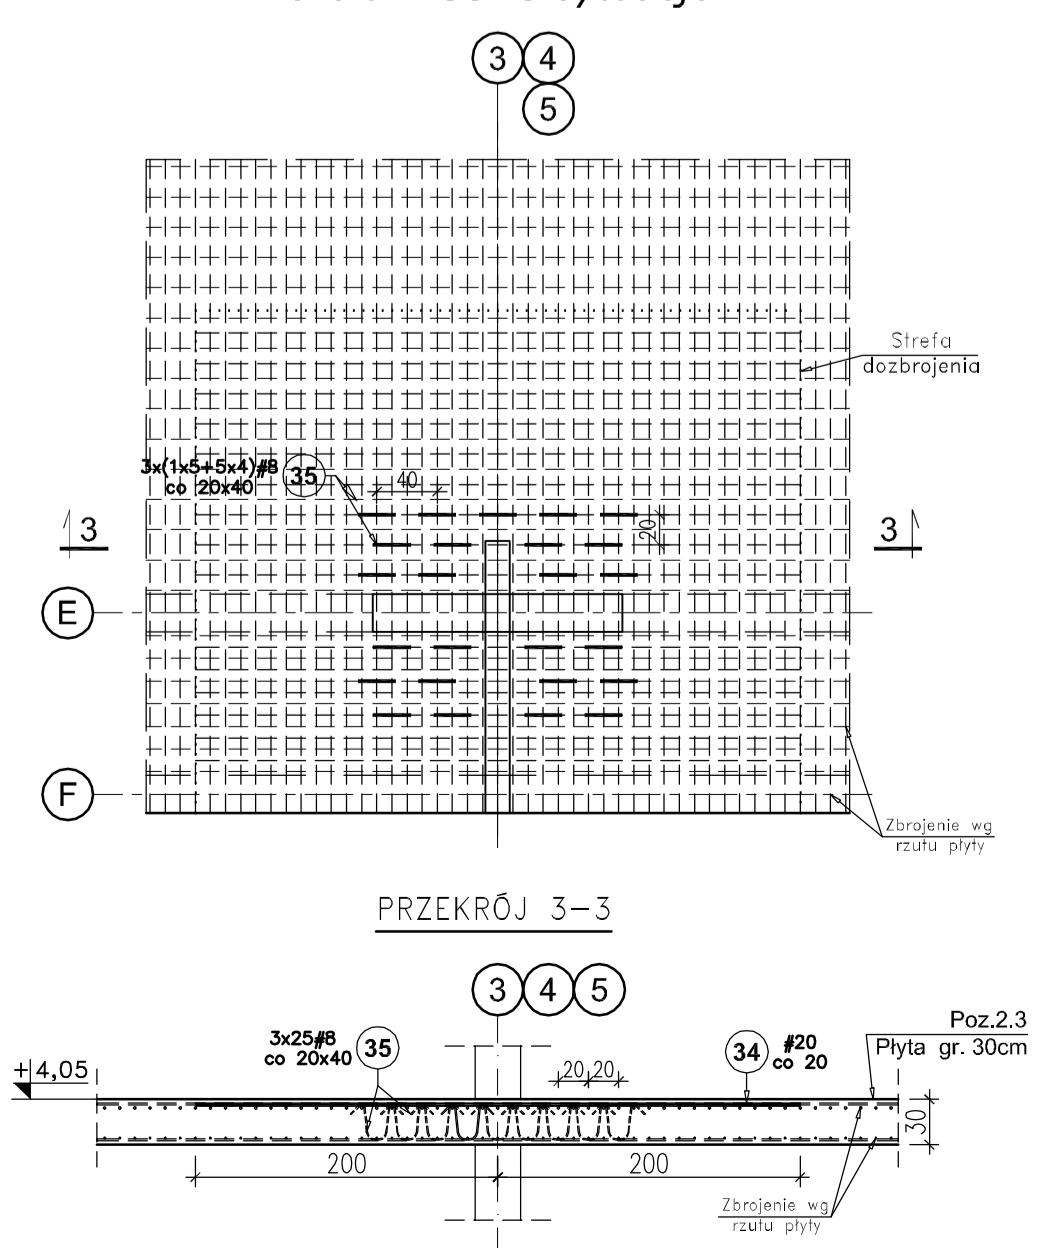 3 4
5
Strefa
dozbrojenia
3x(1x5+5x4)#8
co 20x40
35
40
20
3
3
E
F
Zbrojenie wg
rzutu płyty
PRZEKRÓJ 3-3
3 4 5
3x25#8
co 20x40
35
20 20
34
#20
co 20
Poz.2.3
Płyta gr. 30cm
+4,05
30
200
200
Zbrojenie wg
rzutu płyty